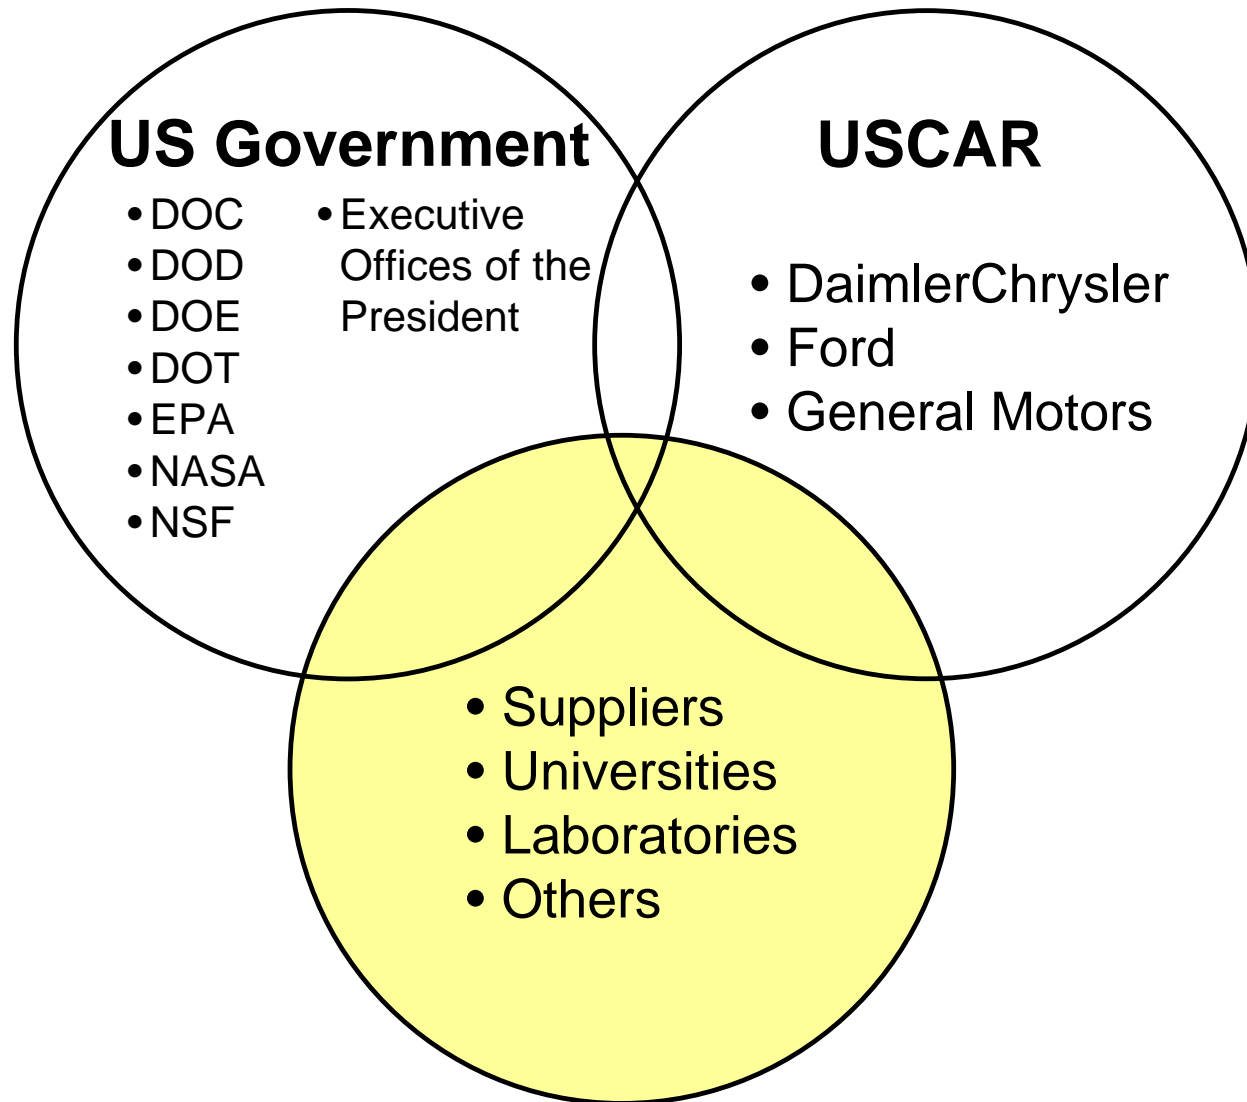 US Government
• DOC
• DOD
• DOE
• DOT
• EPA
• NASA
• NSF
• Executive
Offices of the
President
USCAR
• DaimlerChrysler
• Ford
• General Motors
• Suppliers
• Universities
• Laboratories
• Others